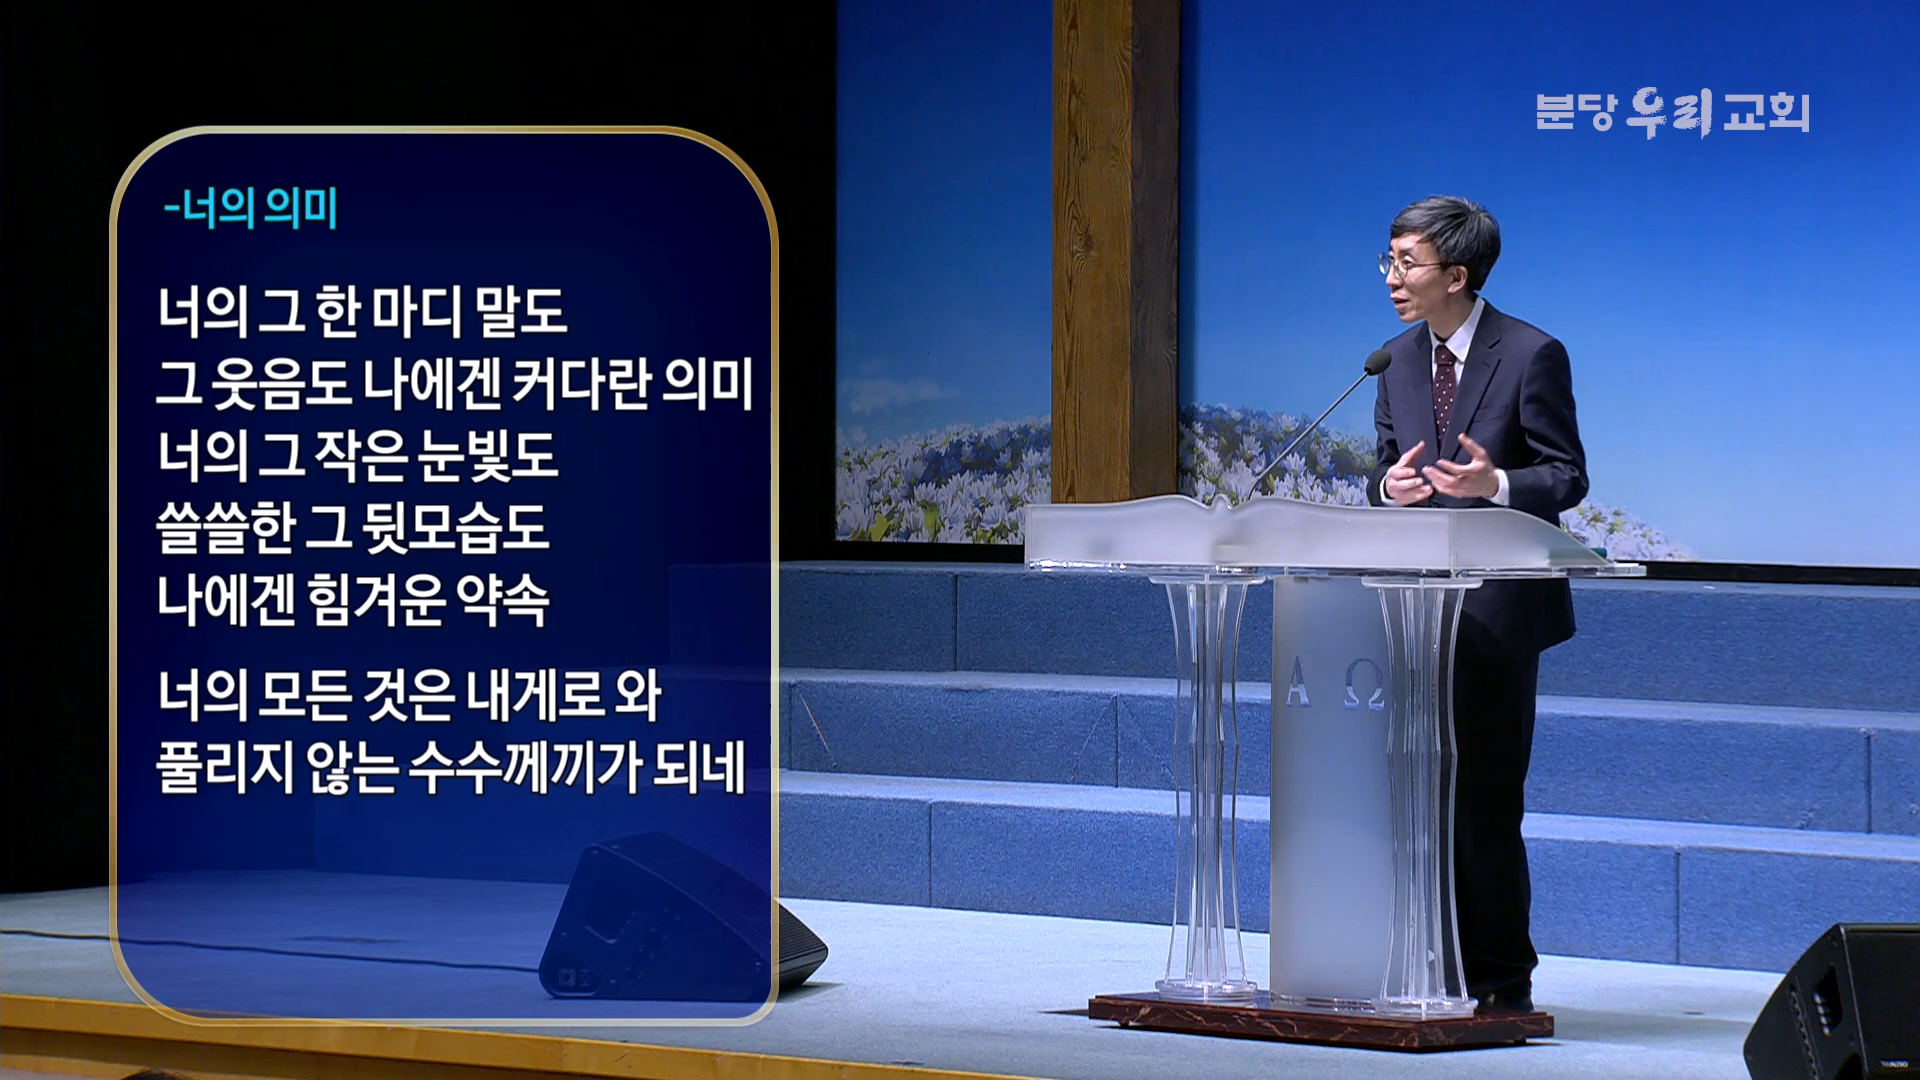 분당우리교회
-너의 의미
너의 그 한 마디 말도
그 웃음도 나에겐 커다란 의미
너의 그 작은 눈빛도
쓸쓸한 그 뒷모습도
나에겐 힘겨운 약속
너의 모든 것은 내게로 와
풀리지 않는 수수께끼가 되네
Α Ω